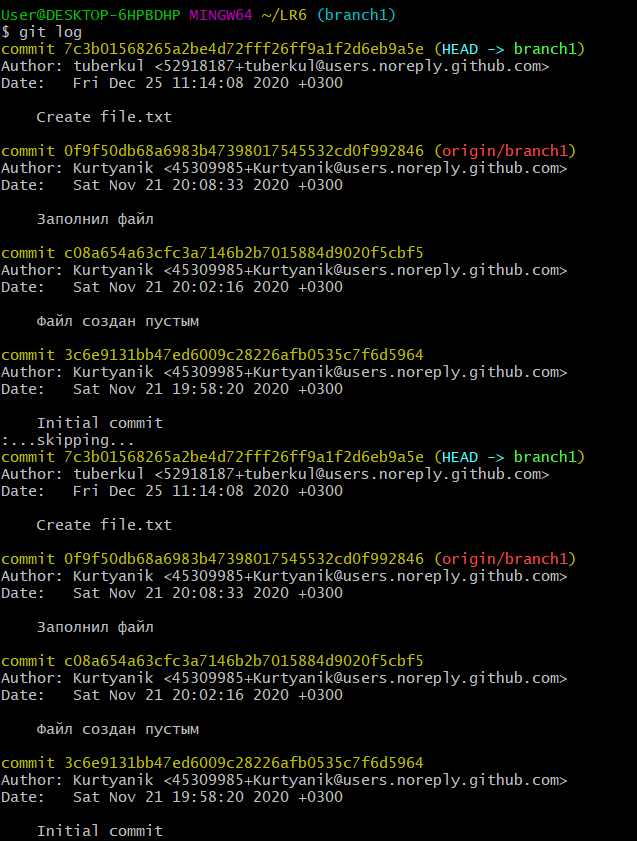 User@DESKTOP-6HPBDHP MINGW64 ~/LR6 (branch1)
$ git log
commit 7c3b01568265a2be4d72fff26ff9a1f2d6eb9a5e (HEAD -> branch1)
Author: tuberkul <52918187+tuberkul@users.noreply.github.com>
Date:   Fri Dec 25 11:14:08 2020 +0300
    Create file.txt
commit 0f9f50db68a6983b47398017545532cd0f992846 (origin/branch1)
Author: Kurtyanik <45309985+Kurtyanik@users.noreply.github.com>
Date:   Sat Nov 21 20:08:33 2020 +0300
    Заполнил файл
commit c08a654a63cfc3a7146b2b7015884d9020f5cbf5
Author: Kurtyanik <45309985+Kurtyanik@users.noreply.github.com>
Date:   Sat Nov 21 20:02:16 2020 +0300
    Файл создан пустым
commit 3c6e9131bb47ed6009c28226afb0535c7f6d5964
Author: Kurtyanik <45309985+Kurtyanik@users.noreply.github.com>
Date:   Sat Nov 21 19:58:20 2020 +0300
    Initial commit
:...skipping...
commit 7c3b01568265a2be4d72fff26ff9a1f2d6eb9a5e (HEAD -> branch1)
Author: tuberkul <52918187+tuberkul@users.noreply.github.com>
Date:   Fri Dec 25 11:14:08 2020 +0300
    Create file.txt
commit 0f9f50db68a6983b47398017545532cd0f992846 (origin/branch1)
Author: Kurtyanik <45309985+Kurtyanik@users.noreply.github.com>
Date:   Sat Nov 21 20:08:33 2020 +0300
    Заполнил файл
commit c08a654a63cfc3a7146b2b7015884d9020f5cbf5
Author: Kurtyanik <45309985+Kurtyanik@users.noreply.github.com>
Date:   Sat Nov 21 20:02:16 2020 +0300
    Файл создан пустым
commit 3c6e9131bb47ed6009c28226afb0535c7f6d5964
Author: Kurtyanik <45309985+Kurtyanik@users.noreply.github.com>
Date:   Sat Nov 21 19:58:20 2020 +0300
    Initial commit